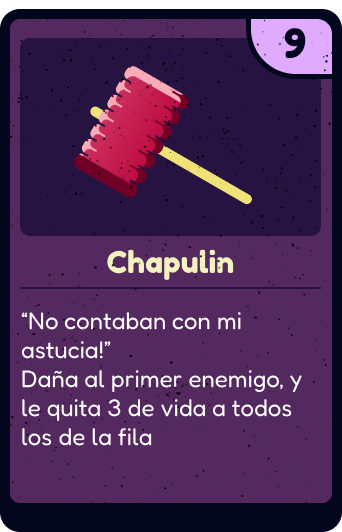 9
Chapulin
“No contaban con mi
astucia!”
Daña al primer enemigo, y
le quita 3 de vida a todos
los de la fila